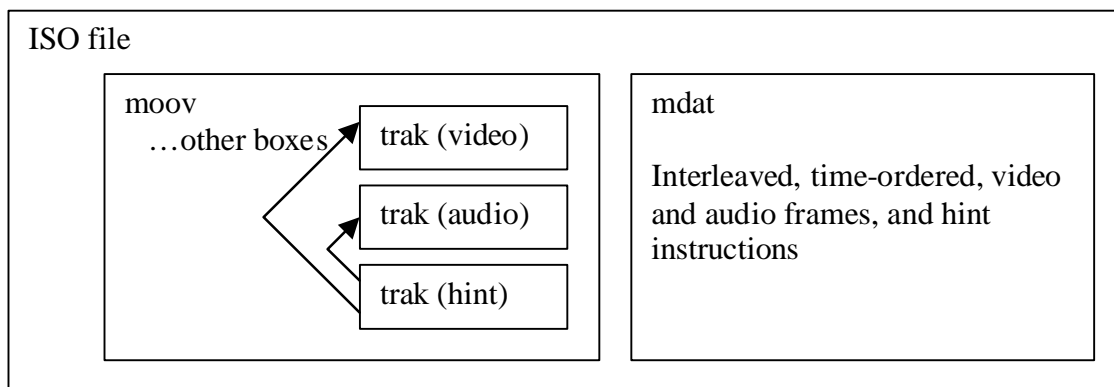 ISO file
moov
…other boxes
trak (video)
trak (audio)
trak (hint)
mdat
Interleaved, time-ordered, video
and audio frames, and hint
instructions